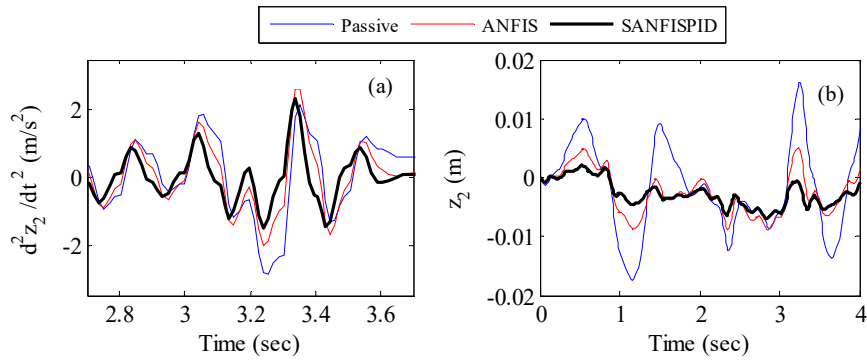 Passive ANFIS SANFISPID
(a)
d²z₂/dt² (m/s²)
2
0
-2
2.8 3 3.2 3.4 3.6
Time (sec)
(b)
z₂ (m)
0.02
0.01
0
-0.01
-0.02
0 1 2 3 4
Time (sec)